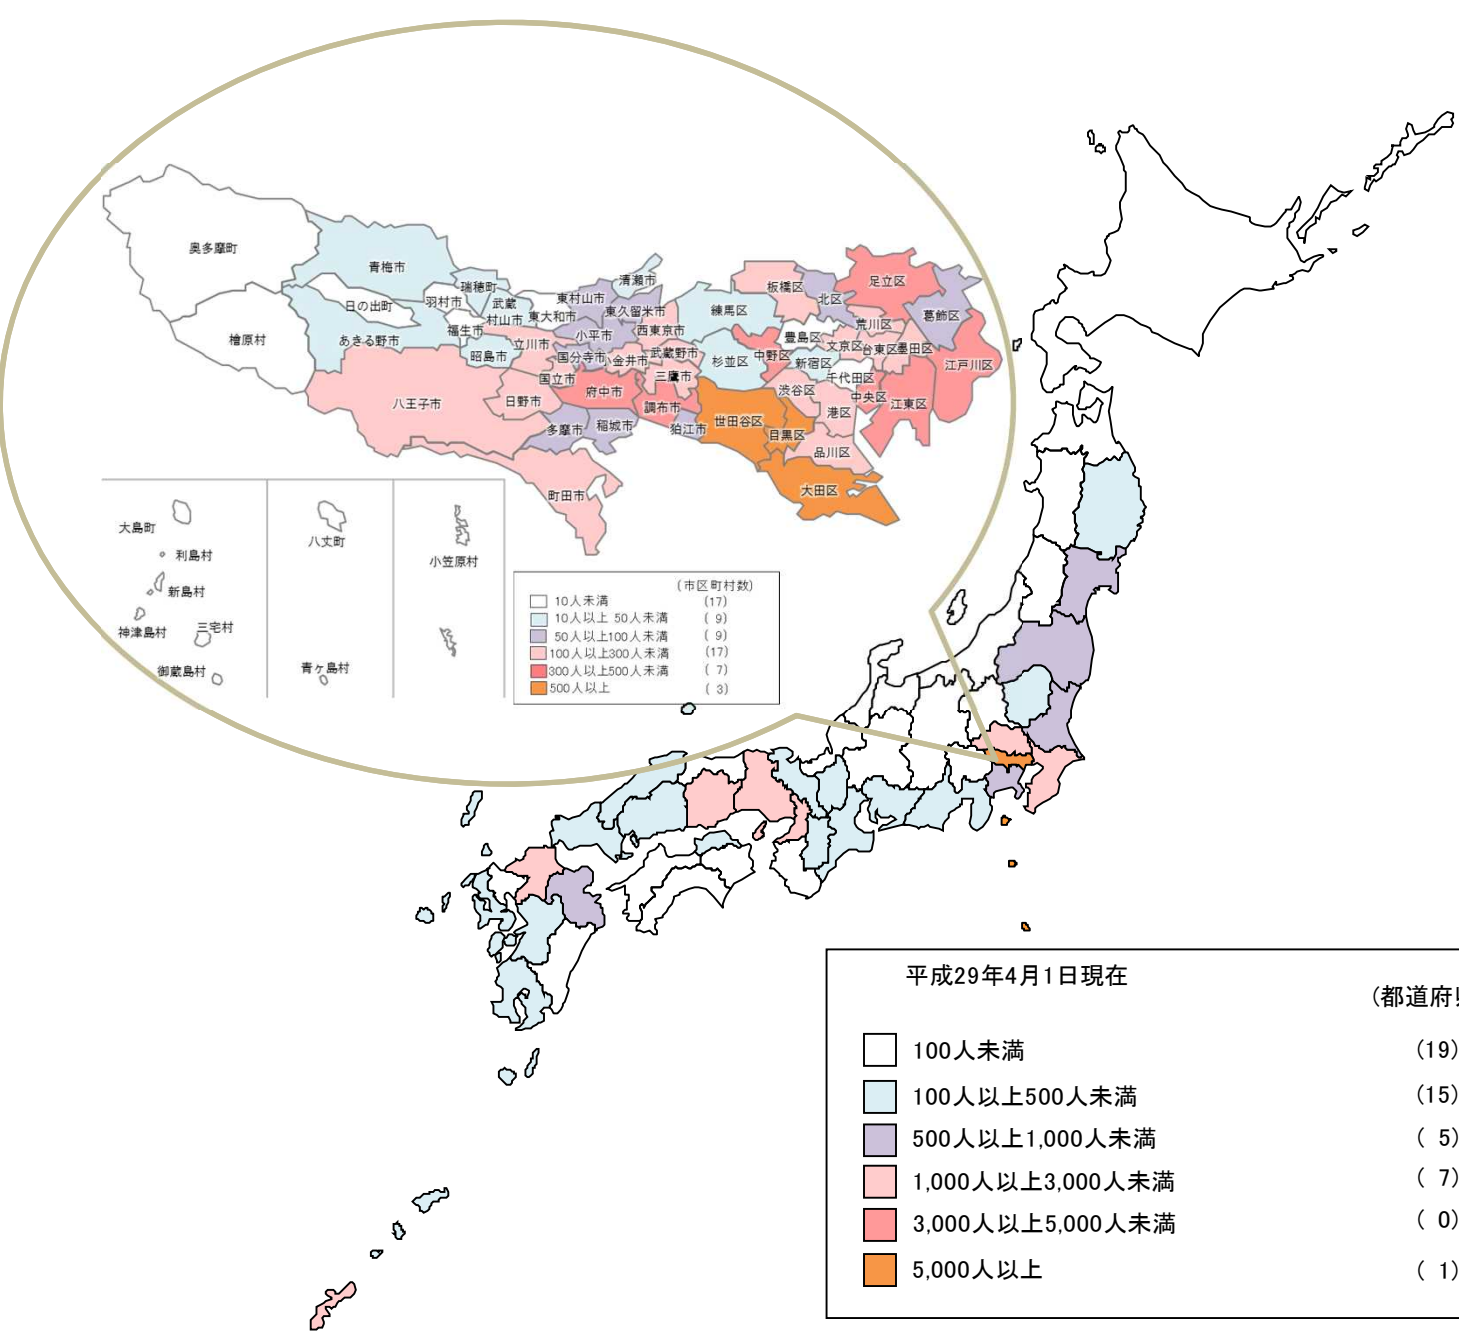 奥多摩町
青梅市
瑞穂町
清瀬市
日の出町
羽村市
武蔵
村山市
東大和市
東村山市
東久留米市
檜原村
あきる野市
福生市
昭島市
立川市
小平市
西東京市
国分寺市
小金井市
武蔵野市
国立市
三鷹市
八王子市
日野市
府中市
調布市
多摩市
稲城市
狛江市
町田市
板橋区
北区
足立区
練馬区
葛飾区
豊島区
荒川区
文京区
台東区
墨田区
中野区
杉並区
新宿区
千代田区
江戸川区
渋谷区
中央区
江東区
港区
世田谷区
目黒区
品川区
大田区
大島町
利島村
新島村
神津島村
三宅村
御蔵島村
八丈町
青ヶ島村
小笠原村
(市区町村数)
10人未満 (17)
10人以上 50人未満 ( 9)
50人以上100人未満 ( 9)
100人以上300人未満 (17)
300人以上500人未満 ( 7)
500人以上 ( 3)
平成29年4月1日現在
(都道府
100人未満 (19)
100人以上500人未満 (15)
500人以上1,000人未満 ( 5)
1,000人以上3,000人未満 ( 7)
3,000人以上5,000人未満 ( 0)
5,000人以上 ( 1)